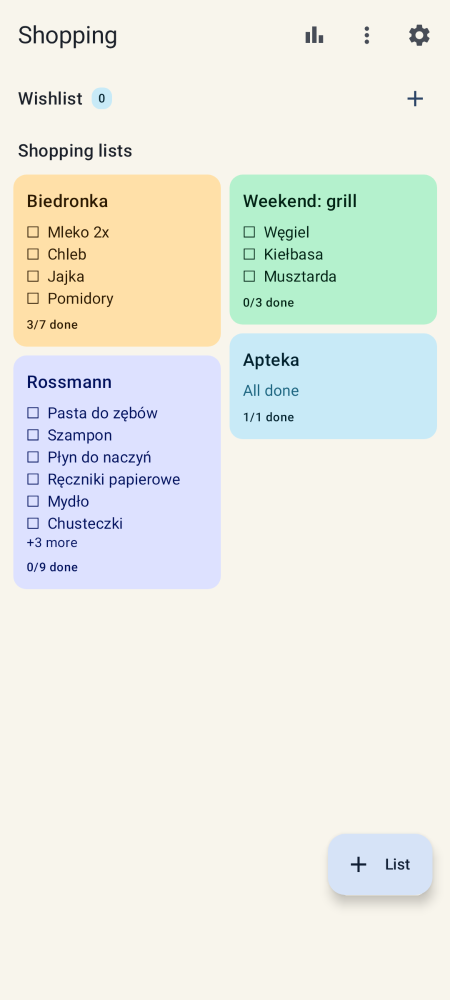 Shopping
Wishlist 0
Shopping lists
Biedronka
Mleko 2x
Chleb
Jajka
Pomidory
3/7 done
Weekend: grill
Węgiel
Kiełbasa
Musztarda
0/3 done
Apteka
All done
1/1 done
Rossmann
Pasta do zębów
Szampon
Płyn do naczyń
Ręczniki papierowe
Mydło
Chusteczki
+3 more
0/9 done
List